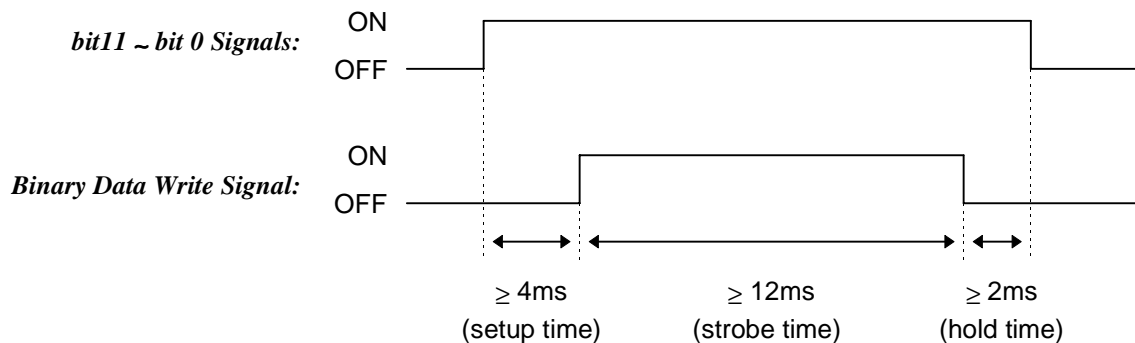 ON
bit11 ~ bit 0 Signals:
OFF
ON
Binary Data Write Signal:
OFF
≥ 4ms
(setup time)
≥ 12ms
(strobe time)
≥ 2ms
(hold time)